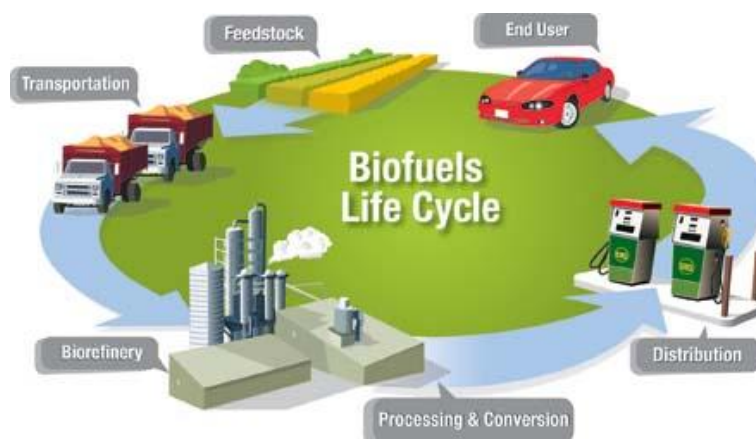 Feedstock
End User
Transportation
Biofuels
Life Cycle
Biorefinery
Distribution
Processing & Conversion